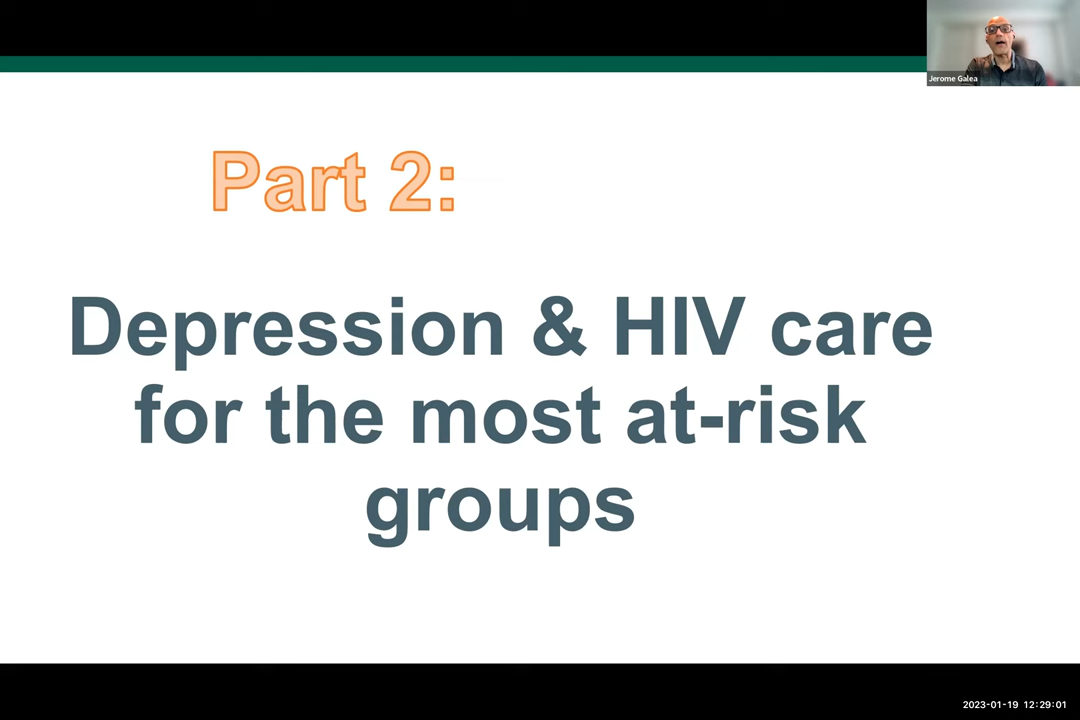 Jerome Galea
Part 2:
Depression & HIV care
for the most at-risk
groups
2023-01-19 12:29:01